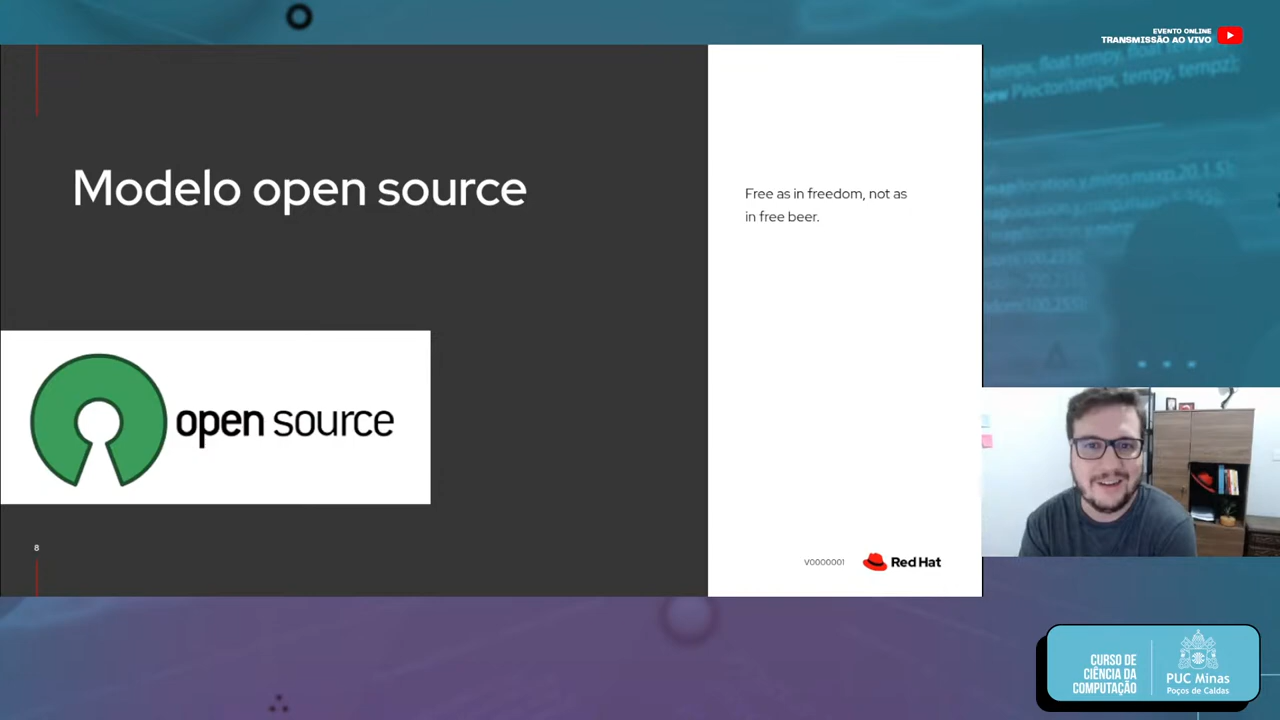 EVENTO ONLINE
TRANSMISSÃO AO VIVO
Modelo open source
Free as in freedom, not as
in free beer.
open source
8
V0000001
Red Hat
CURSO DE
CIÊNCIA DA
COMPUTAÇÃO
PUC Minas
Poços de Caldas